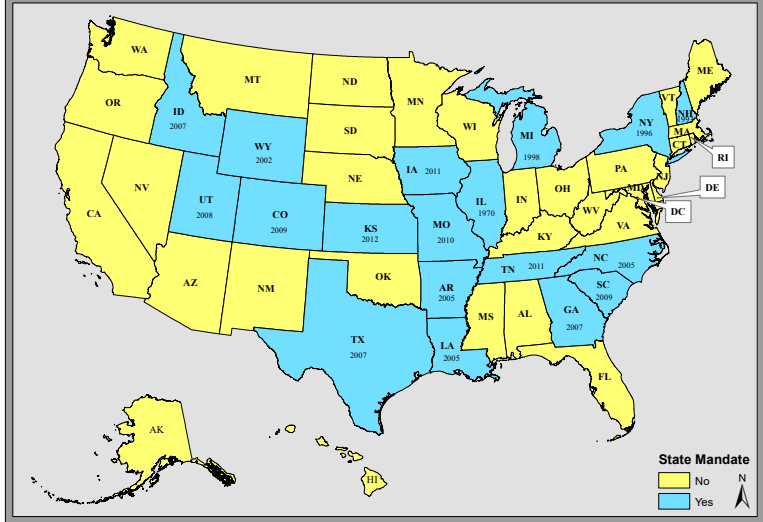 WA
MT
ND
MN
ME
VT
NH
OR
ID
2007
SD
WI
MI
1998
NY
1996
MA
CT
RI
WY
2002
IA 2011
NE
PA
NJ
NV
UT
2008
CO
2009
IL
1970
IN
OH
MD
DE
DC
CA
KS
2012
MO
2010
WV
VA
KY
AZ
NM
OK
AR
2005
TN 2011
NC 2005
SC
2009
MS
AL
GA
2007
TX
2007
LA
2005
FL
AK
HI
State Mandate
No
Yes
N